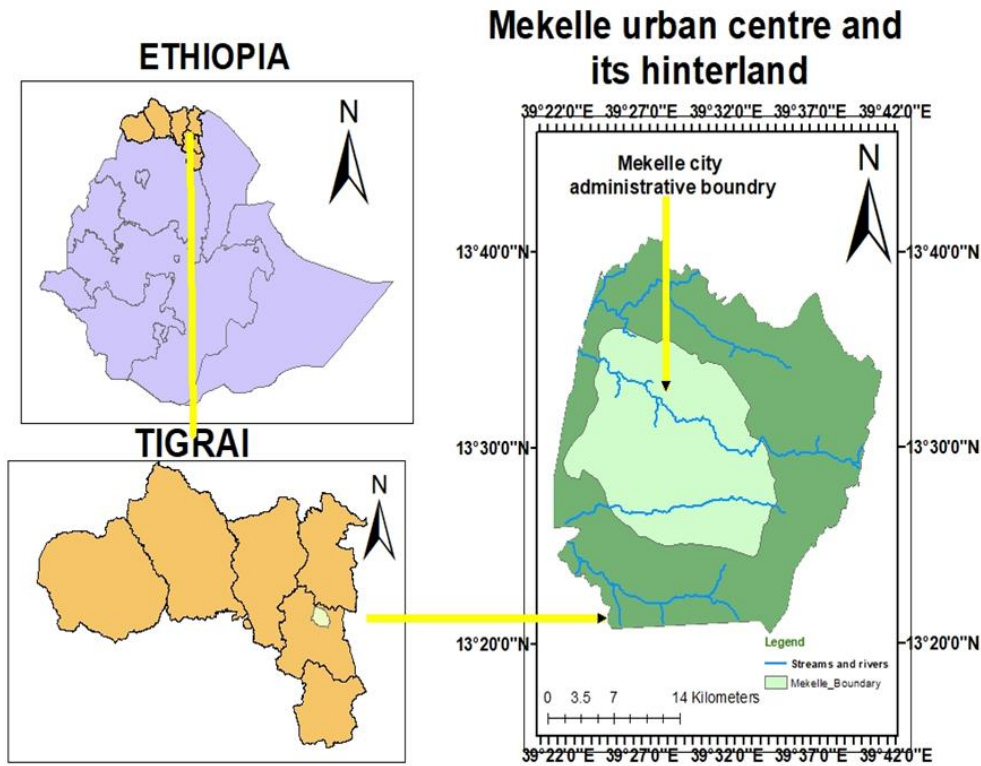 ETHIOPIA
N
TIGRAI
N
Mekelle urban centre and
its hinterland
39°22'0"E 39°27'0"E 39°32'0"E 39°37'0"E 39°42'0"E
Mekelle city
administrative boundry
N
13°40'0"N
13°40'0"N
13°30'0"N
13°30'0"N
13°20'0"N
13°20'0"N
Legend
Streams and rivers
Mekelle_Boundary
0 3.5 7 14 Kilometers
39°22'0"E 39°27'0"E 39°32'0"E 39°37'0"E 39°42'0"E